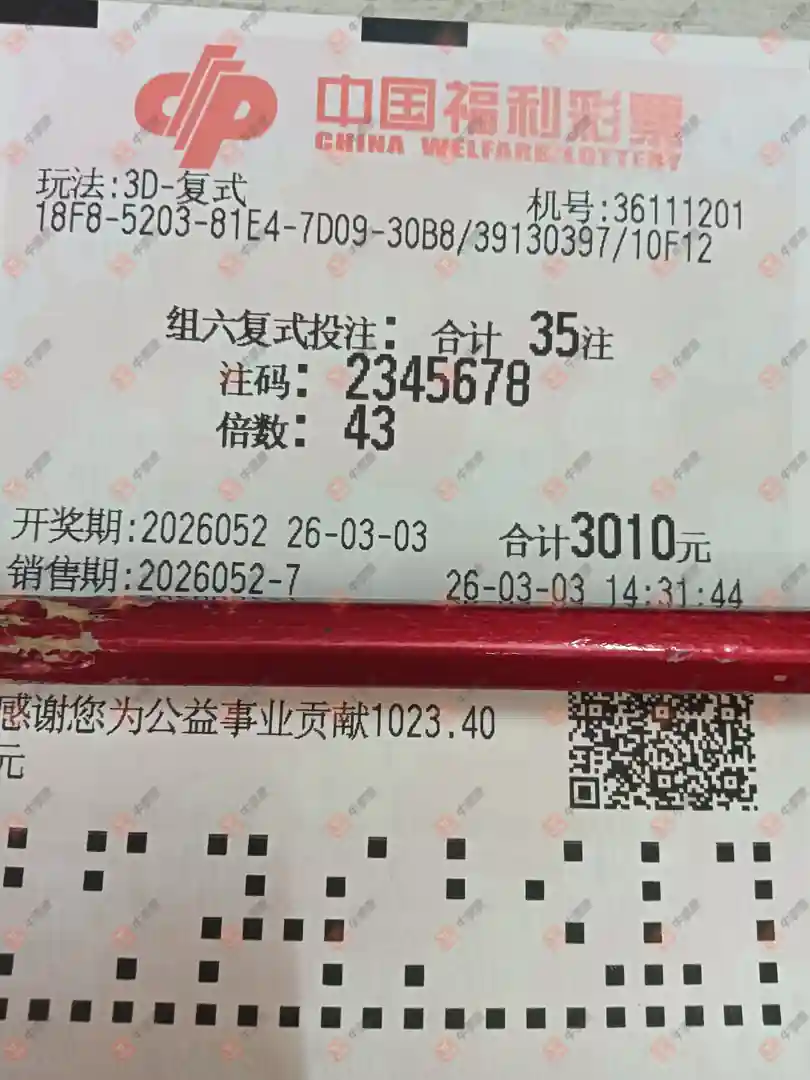 中国福利彩票
CHINA WELFARE LOTTERY
玩法:3D-复式
机号:36111201
18F8-5203-81E4-7D09-30B8/39130397/10F12
组六复式投注: 合计 35注
注码: 2345678
倍数: 43
开奖期:2026052 26-03-03 合计3010元
销售期:2026052-7 26-03-03 14:31:44
感谢您为公益事业贡献1023.40
元